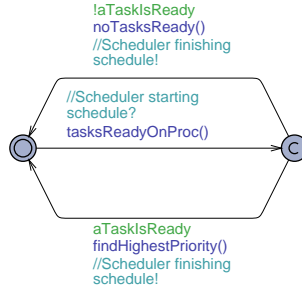 !aTaskIsReady
noTasksReady()
//Scheduler finishing
schedule!
//Scheduler starting
schedule?
tasksReadyOnProc()
C
aTaskIsReady
findHighestPriority()
//Scheduler finishing
schedule!